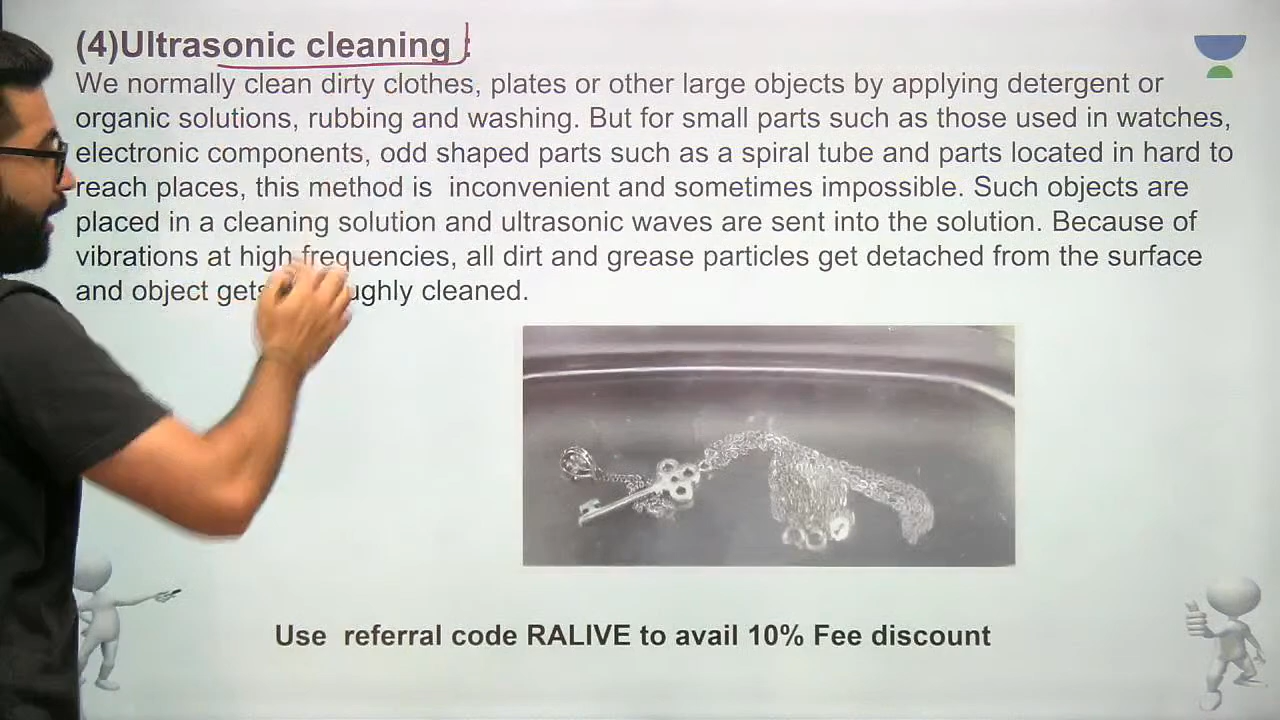 (4)Ultrasonic cleaning :
We normally clean dirty clothes, plates or other large objects by applying detergent or
organic solutions, rubbing and washing. But for small parts such as those used in watches,
electronic components, odd shaped parts such as a spiral tube and parts located in hard to
reach places, this method is inconvenient and sometimes impossible. Such objects are
placed in a cleaning solution and ultrasonic waves are sent into the solution. Because of
vibrations at high frequencies, all dirt and grease particles get detached from the surface
and object gets ughly cleaned.
Use referral code RALIVE to avail 10% Fee discount